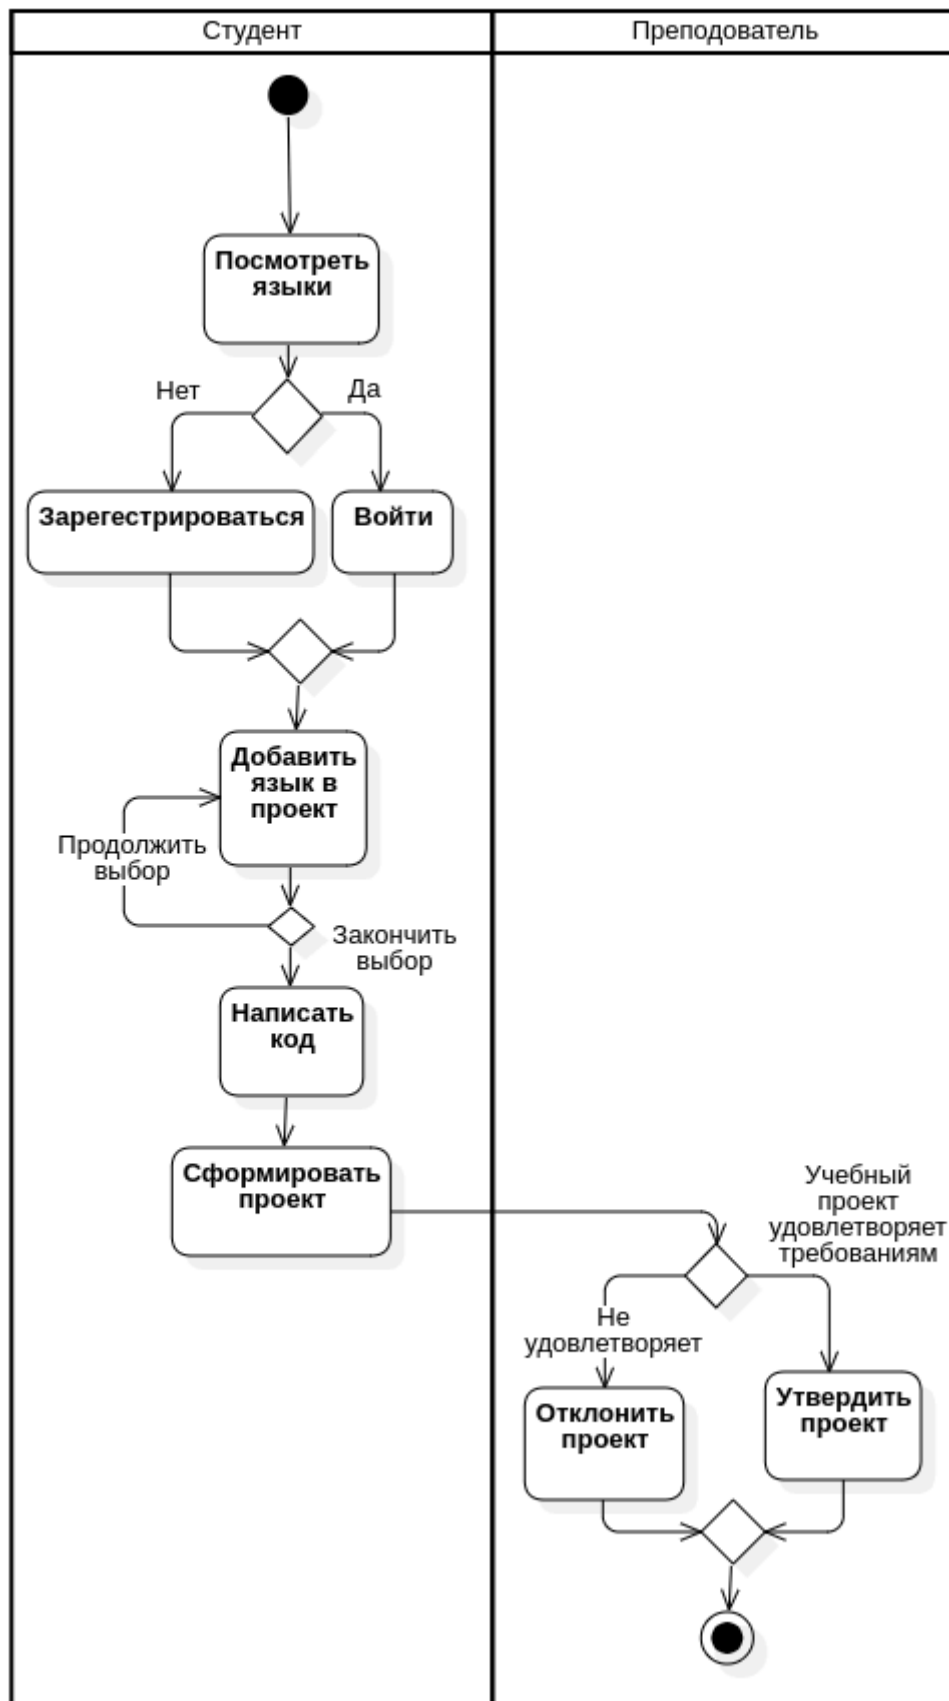 Студент
Преподователь
Посмотреть
языки
Нет
Да
Зарегестрироваться
Войти
Добавить
язык в
проект
Продолжить
выбор
Закончить
выбор
Написать
код
Сформировать
проект
Учебный
проект
удовлетворяет
требованиям
Не
удовлетворяет
Отклонить
проект
Утвердить
проект